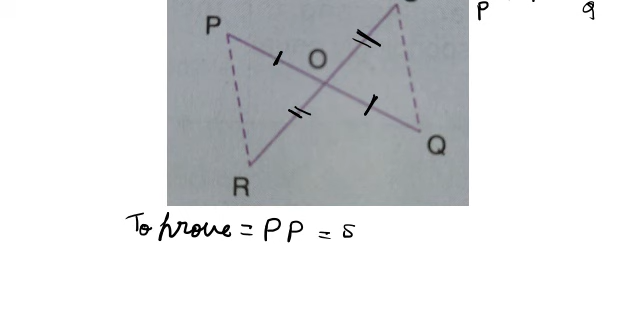 P
O
Q
R
p g
To prove = PP = s